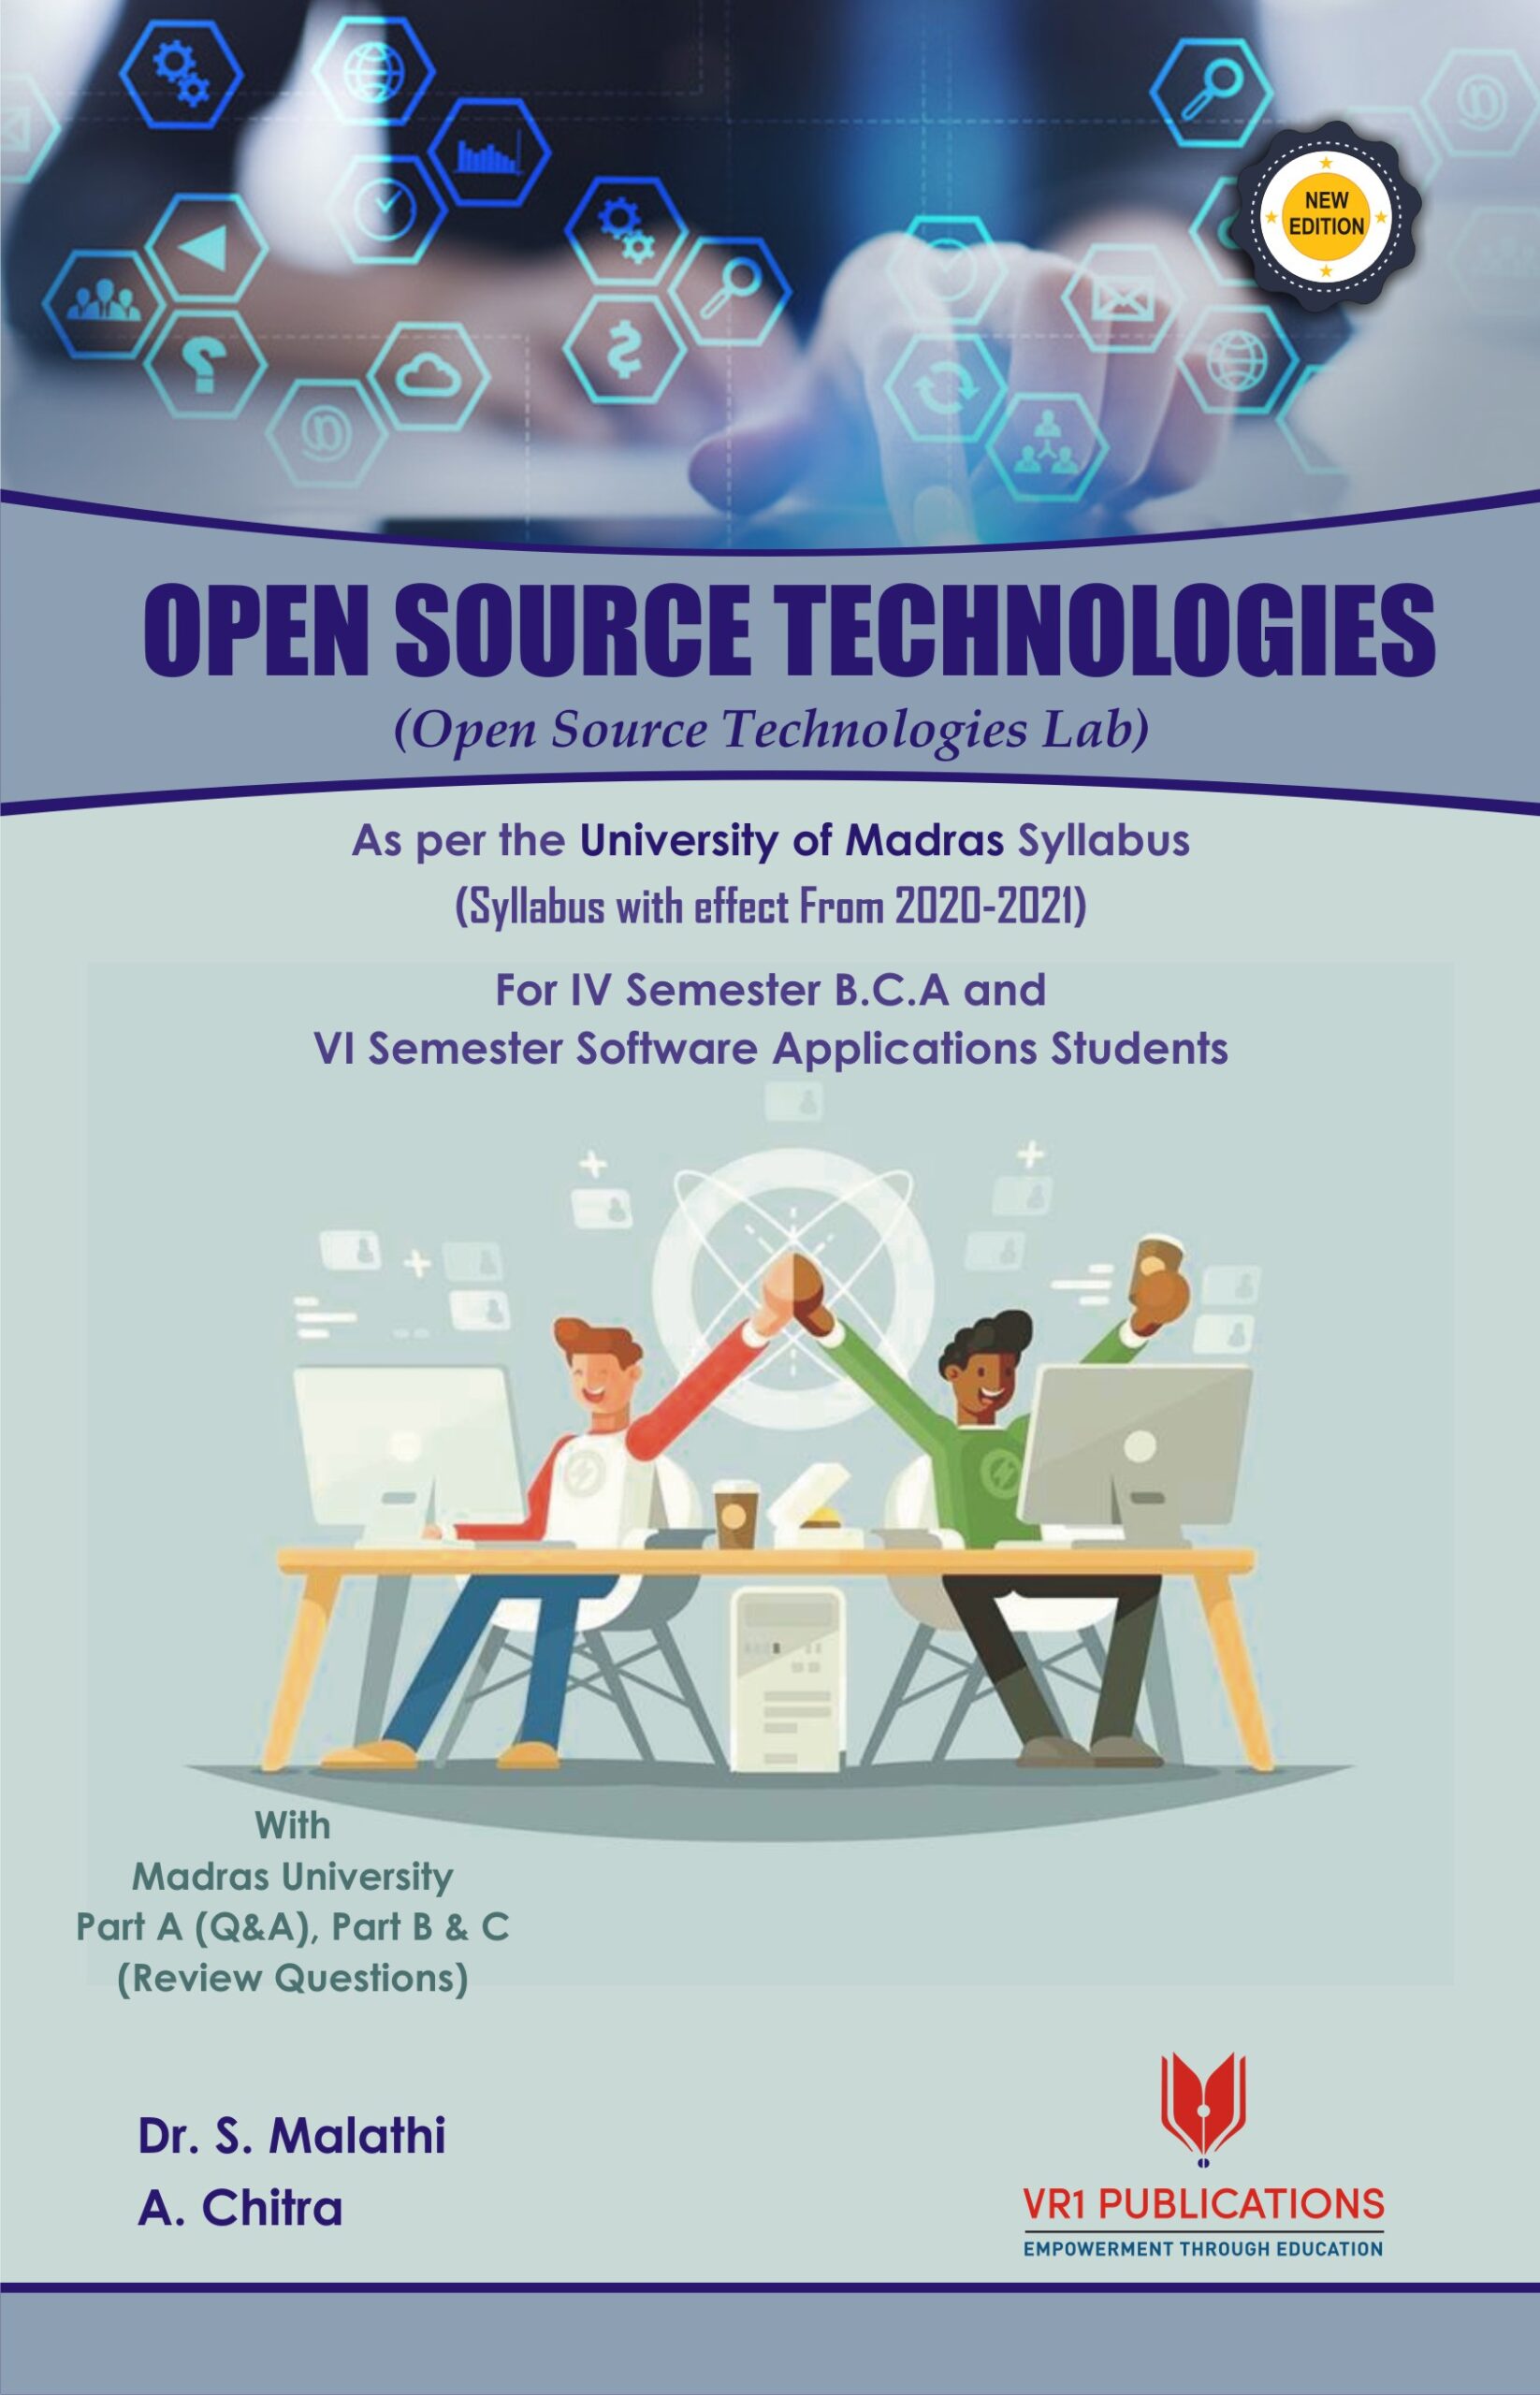 NEW
EDITION
OPEN SOURCE TECHNOLOGIES
(Open Source Technologies Lab)
As per the University of Madras Syllabus
(Syllabus with effect From 2020-2021)
For IV Semester B.C.A and
VI Semester Software Applications Students
With
Madras University
Part A (Q&A), Part B & C
(Review Questions)
Dr. S. Malathi
A. Chitra
VR1 PUBLICATIONS
EMPOWERMENT THROUGH EDUCATION